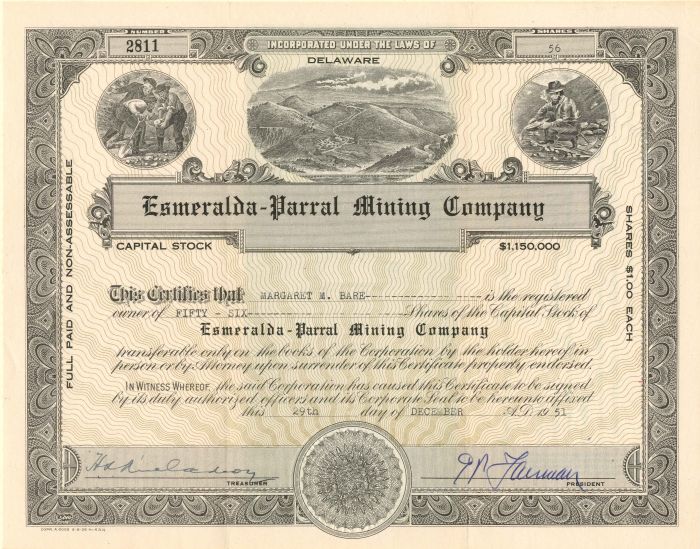 NUMBER
2811
INCORPORATED UNDER THE LAWS OF
DELAWARE
SHARES
56
Esmeralda-Parral Mining Company
CAPITAL STOCK
$1,150,000
FULL PAID AND NON-ASSESSABLE
SHARES $1.00 EACH
This Certifies that MARGARET M. BARE is the registered
owner of FIFTY - SIX Shares of the Capital Stock of
Esmeralda-Parral Mining Company
transferable only on the books of the Corporation by the holder hereof in
person or by Attorney upon surrender of this Certificate properly endorsed.
IN WITNESS WHEREOF, the said Corporation has caused this Certificate to be signed
by its duly authorized officers and its Corporate Seal to be hereunto affixed
this 29th day of DECEMBER A.D. 1951
TREASURER
PRESIDENT